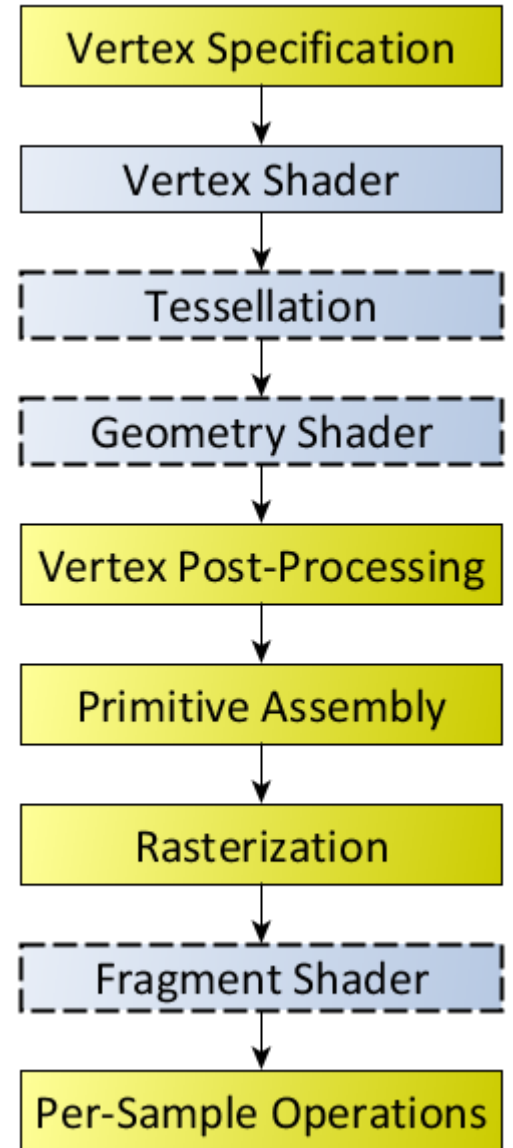 Vertex Specification
Vertex Shader
Tessellation
Geometry Shader
Vertex Post-Processing
Primitive Assembly
Rasterization
Fragment Shader
Per-Sample Operations